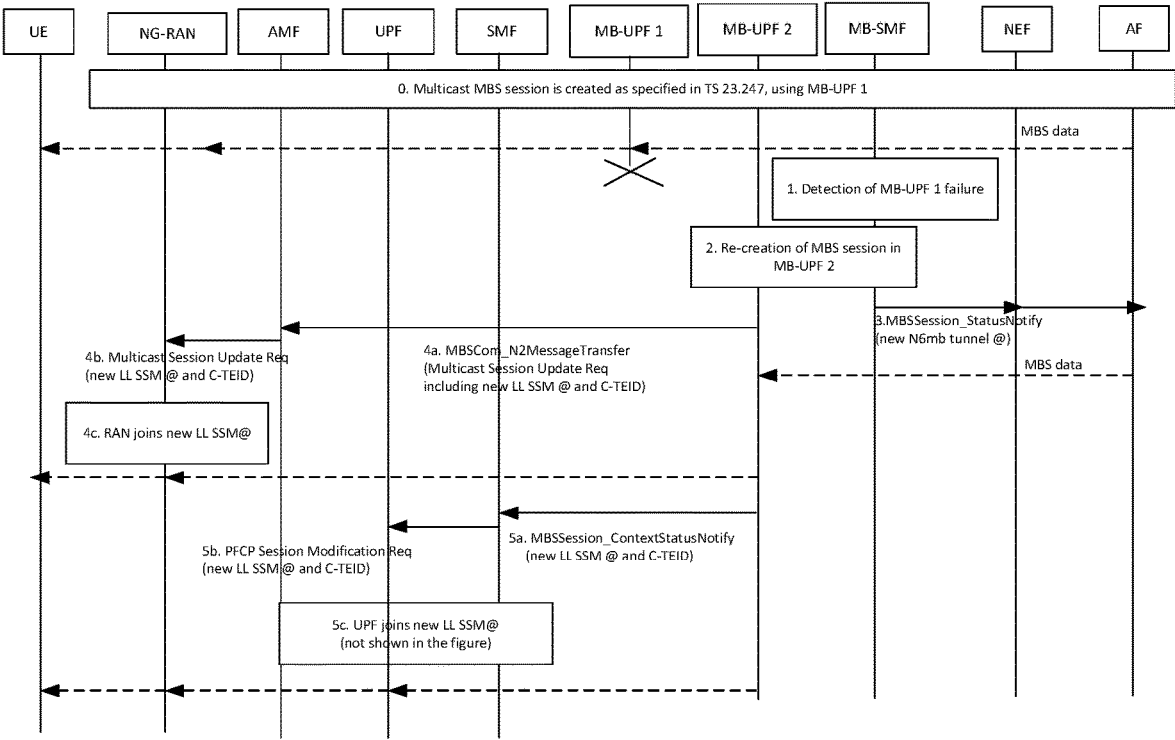 UE
NG-RAN
AMF
UPF
SMF
MB-UPF 1
MB-UPF 2
MB-SMF
NEF
AF
0. Multicast MBS session is created as specified in TS 23.247, using MB-UPF 1
MBS data
1. Detection of MB-UPF 1 failure
2. Re-creation of MBS session in
MB-UPF 2
3.MBSSession_StatusNotify
(new N6mb tunnel @)
4a. MBSCom_N2MessageTransfer
(Multicast Session Update Req
including new LL SSM @ and C-TEID)
4b. Multicast Session Update Req
(new LL SSM @ and C-TEID)
MBS data
4c. RAN joins new LL SSM@
5a. MBSSession_ContextStatusNotify
(new LL SSM @ and C-TEID)
5b. PFCP Session Modification Req
(new LL SSM @ and C-TEID)
5c. UPF joins new LL SSM@
(not shown in the figure)